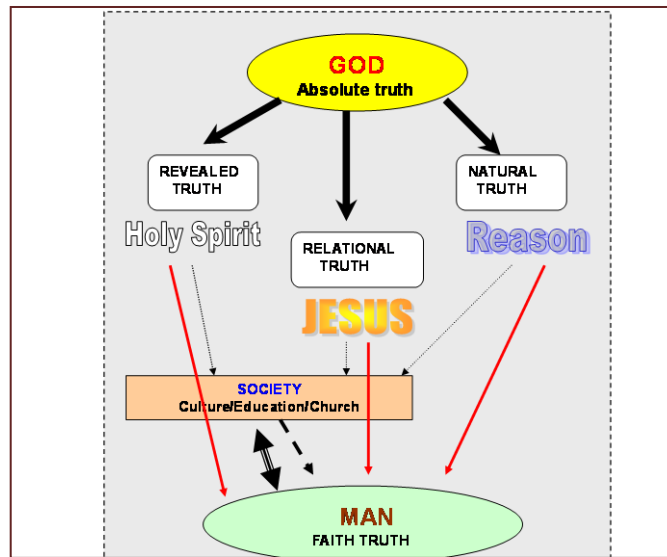 GOD
Absolute truth
REVEALED
TRUTH
Holy Spirit
RELATIONAL
TRUTH
JESUS
NATURAL
TRUTH
Reason
SOCIETY
Culture/Education/Church
MAN
FAITH TRUTH